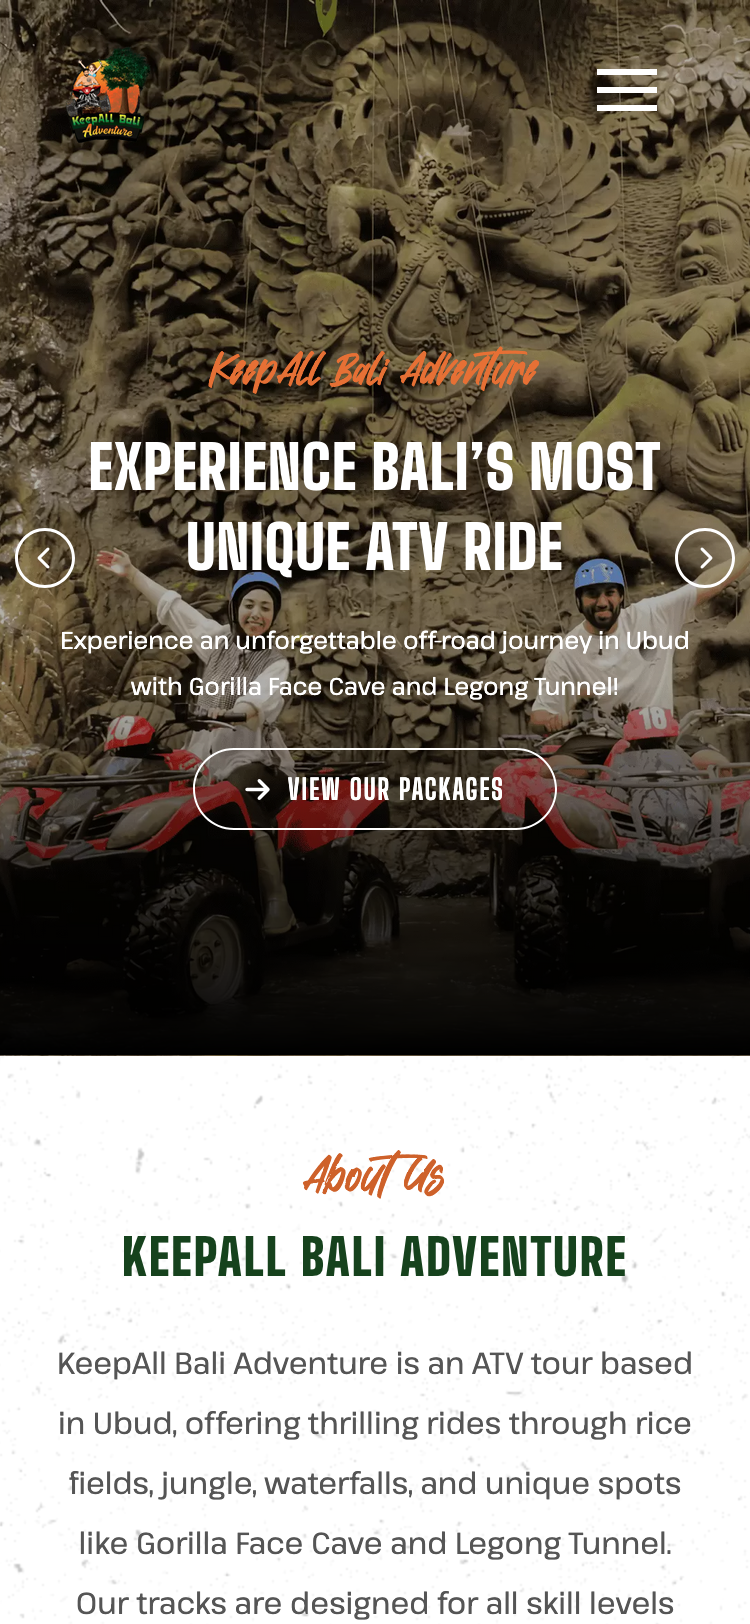 KeepAll Bali
Adventure
KeepAll Bali Adventure
EXPERIENCE BALI’S MOST
UNIQUE ATV RIDE
Experience an unforgettable off-road journey in Ubud
with Gorilla Face Cave and Legong Tunnel!
6
18
→ VIEW OUR PACKAGES
About Us
KEEPALL BALI ADVENTURE
KeepAll Bali Adventure is an ATV tour based
in Ubud, offering thrilling rides through rice
fields, jungle, waterfalls, and unique spots
like Gorilla Face Cave and Legong Tunnel.
Our tracks are designed for all skill levels